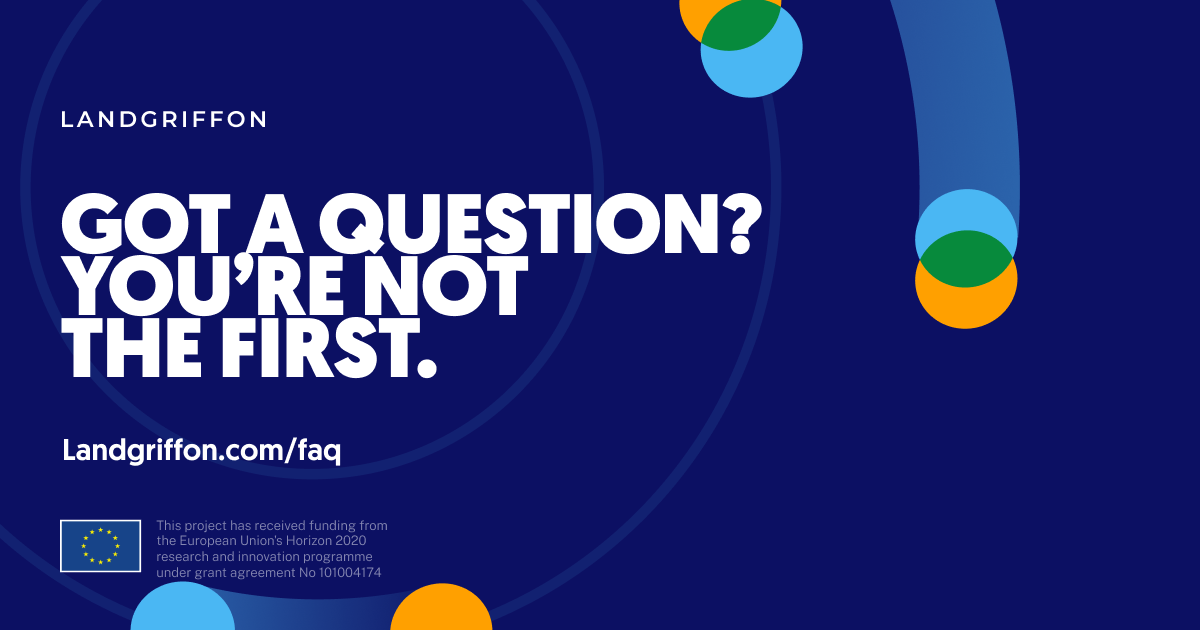 LANDGRIFFON
GOT A QUESTION?
YOU’RE NOT
THE FIRST.
Landgriffon.com/faq
This project has received funding from
the European Union's Horizon 2020
research and innovation programme
under grant agreement No 101004174